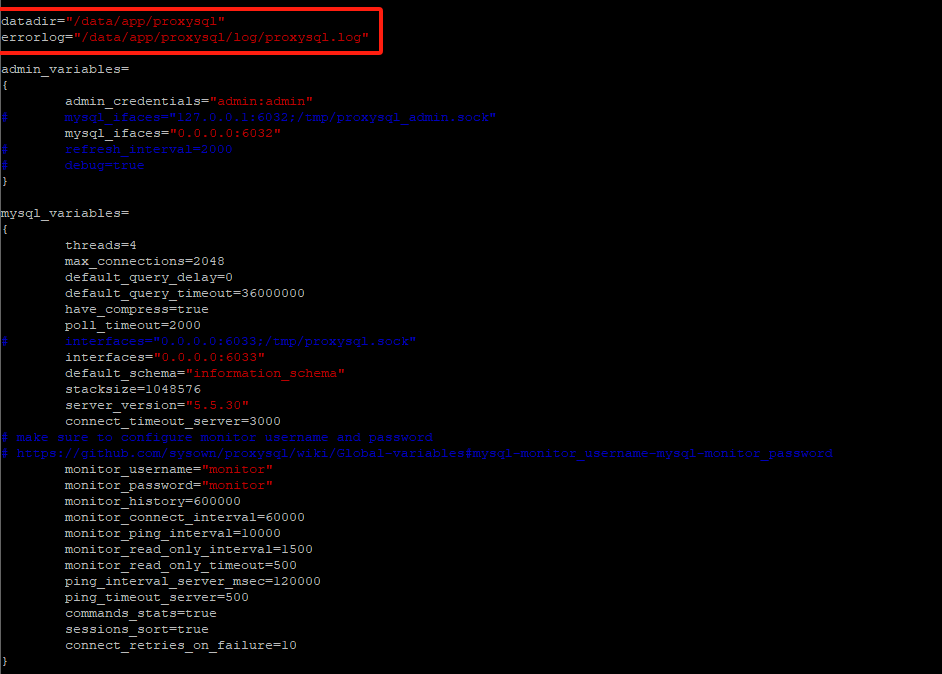 datadir="/data/app/proxysql"
errorlog="/data/app/proxysql/log/proxysql.log"
admin_variables=
{
admin_credentials="admin:admin"
# mysql_ifaces="127.0.0.1:6032;/tmp/proxysql_admin.sock"
mysql_ifaces="0.0.0.0:6032"
# refresh_interval=2000
# debug=true
}
mysql_variables=
{
threads=4
max_connections=2048
default_query_delay=0
default_query_timeout=36000000
have_compress=true
poll_timeout=2000
# interfaces="0.0.0.0:6033;/tmp/proxysql.sock"
interfaces="0.0.0.0:6033"
default_schema="information_schema"
stacksize=1048576
server_version="5.5.30"
connect_timeout_server=3000
# make sure to configure monitor username and password
# https://github.com/sysown/proxysql/wiki/Global-variables#mysql-monitor_username-mysql-monitor_password
monitor_username="monitor"
monitor_password="monitor"
monitor_history=600000
monitor_connect_interval=60000
monitor_ping_interval=10000
monitor_read_only_interval=1500
monitor_read_only_timeout=500
ping_interval_server_msec=120000
ping_timeout_server=500
commands_stats=true
sessions_sort=true
connect_retries_on_failure=10
}